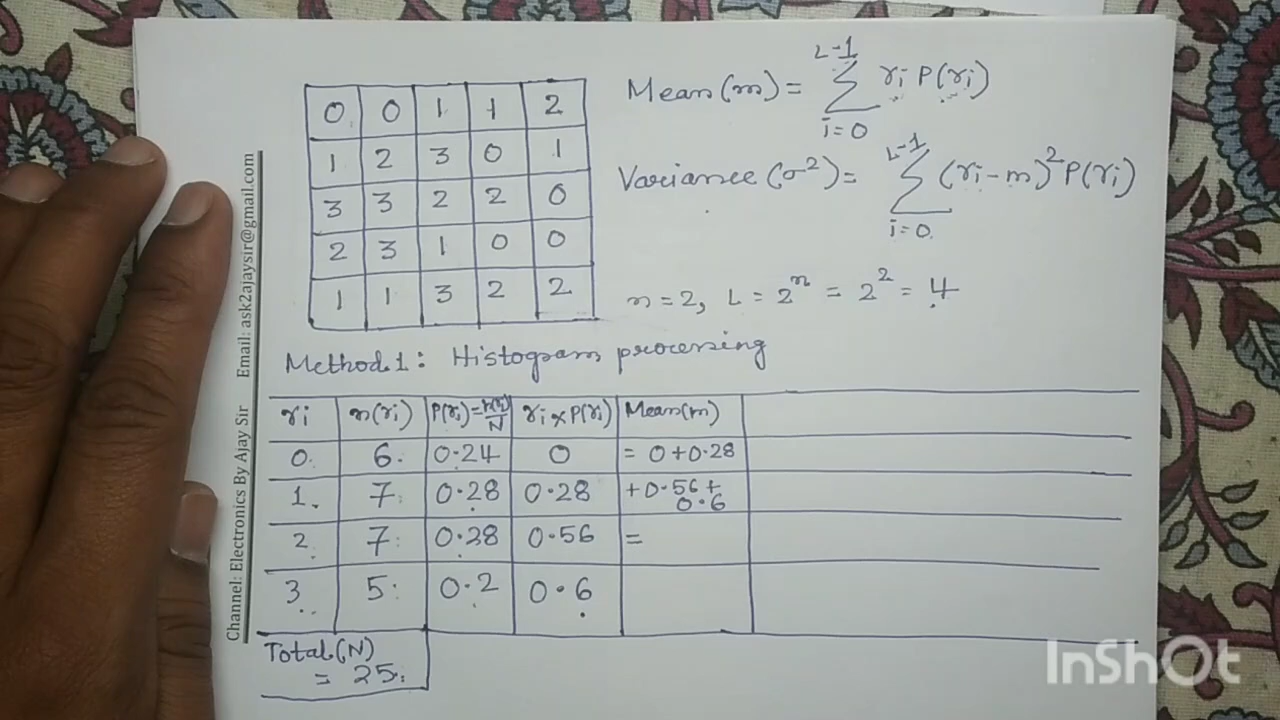 0 0 1 1 2
1 2 3 0 1
3 3 2 2 0
2 3 1 0 0
1 1 3 2 2
Mean(m) = L-1 ∑ i=0 ri P(ri)
Variance(σ²) = L-1 ∑ i=0 (ri - m)² P(ri)
n = 2, L = 2ⁿ = 2² = 4
Method.1: Histogram processing
ri n(ri) P(ri)=n(ri)/N ri×P(ri) Mean(m)
0. 6. 0.24 0 = 0+0.28
1. 7. 0.28 0.28 +0.56+0.6
2. 7. 0.28 0.56 =
3. 5. 0.2 0.6
Total(N)
= 25.
Channel: Electronics By Ajay Sir Email: ask2ajaysir@gmail.com
InShOt